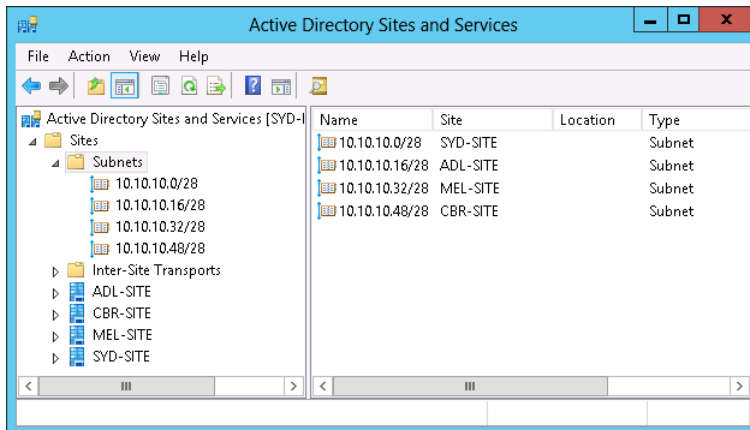 Active Directory Sites and Services
File Action View Help
Active Directory Sites and Services [SYD-
Sites
Subnets
10.10.10.0/28
10.10.10.16/28
10.10.10.32/28
10.10.10.48/28
Inter-Site Transports
ADL-SITE
CBR-SITE
MEL-SITE
SYD-SITE
Name Site Location Type
10.10.10.0/28 SYD-SITE Subnet
10.10.10.16/28 ADL-SITE Subnet
10.10.10.32/28 MEL-SITE Subnet
10.10.10.48/28 CBR-SITE Subnet